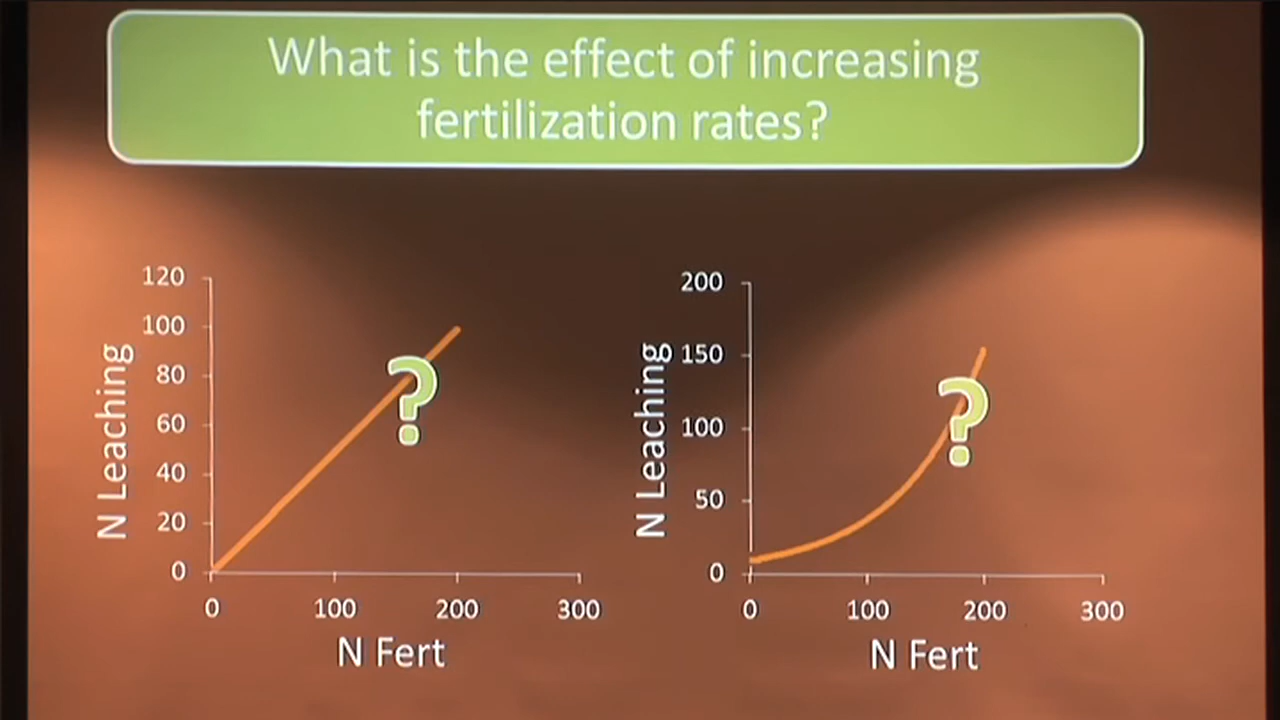 What is the effect of increasing
fertilization rates?
120
100
80
60
40
20
0
N Leaching
0 100 200 300
N Fert
?
200
150
100
50
0
N Leaching
0 100 200 300
N Fert
?